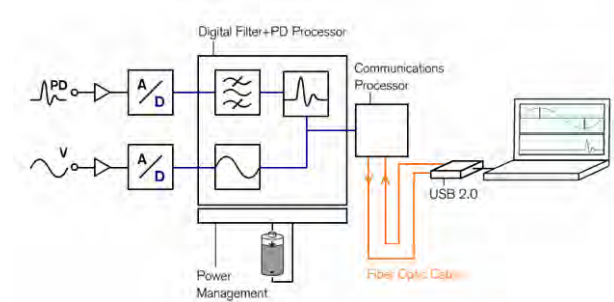 Digital Filter+PD Processor
Communications
Processor
PD
A/D
V
A/D
USB 2.0
Fiber Optic Cable
Power
Management